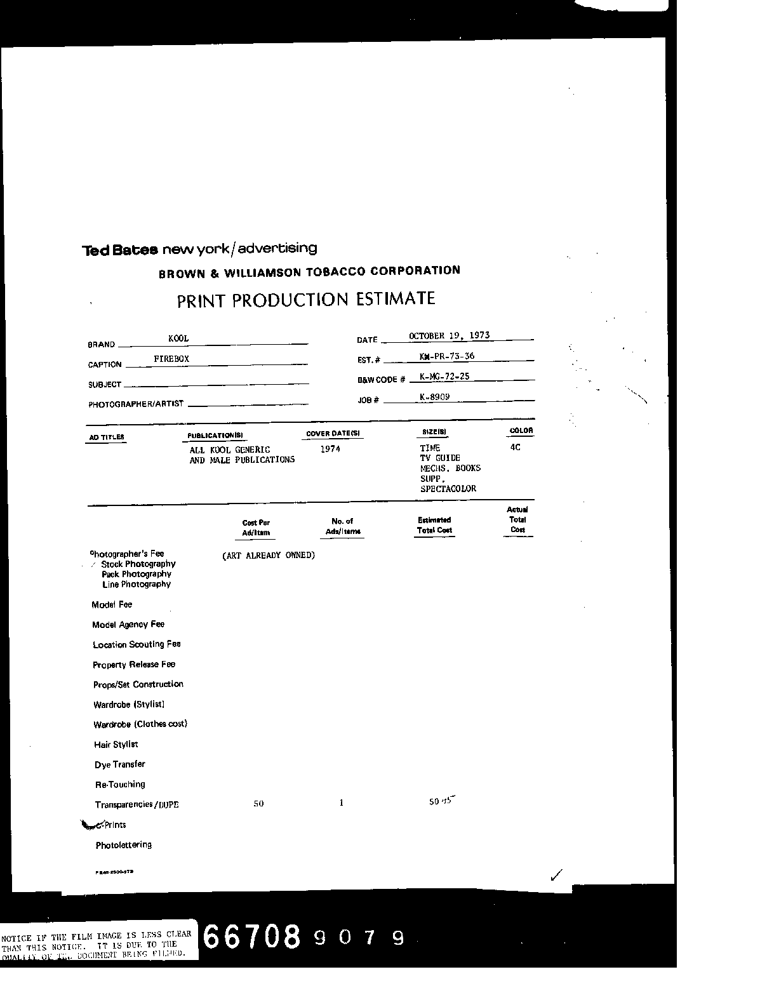 Ted Bates new york/advertising
BROWN & WILLIAMSON TOBACCO CORPORATION
PRINT PRODUCTION ESTIMATE
BRAND KOOL DATE OCTOBER 19, 1973
CAPTION FIREBOX EST. # KM-PR-73-36
SUBJECT B&W CODE # K-MG-72-25
PHOTOGRAPHER/ARTIST JOB # K-8909
AD TITLES PUBLICATION(S) COVER DATE(S) SIZE(S) COLOR
ALL KOOL GENERIC 1974 TIME 4C
AND MALE PUBLICATIONS TV GUIDE
MECHS. BOOKS
SUPP.
SPECTACOLOR
Actual
Cost Per No. of Estimated Total
Ad/Item Ads/Items Total Cost Cost
Photographer's Fee (ART ALREADY OWNED)
Stock Photography
Pack Photography
Line Photography
Model Fee
Model Agency Fee
Location Scouting Fee
Property Release Fee
Props/Set Construction
Wardrobe (Stylist)
Wardrobe (Clothes cost)
Hair Stylist
Dye Transfer
Re-Touching
Transparencies/DUPE 50 1 50
Prints
Photolettering
NOTICE IF THE FILM IMAGE IS LESS CLEAR
THAN THIS NOTICE. IT IS DUE TO THE
QUALITY OF THE DOCUMENT BEING FILMED.
66708 9079